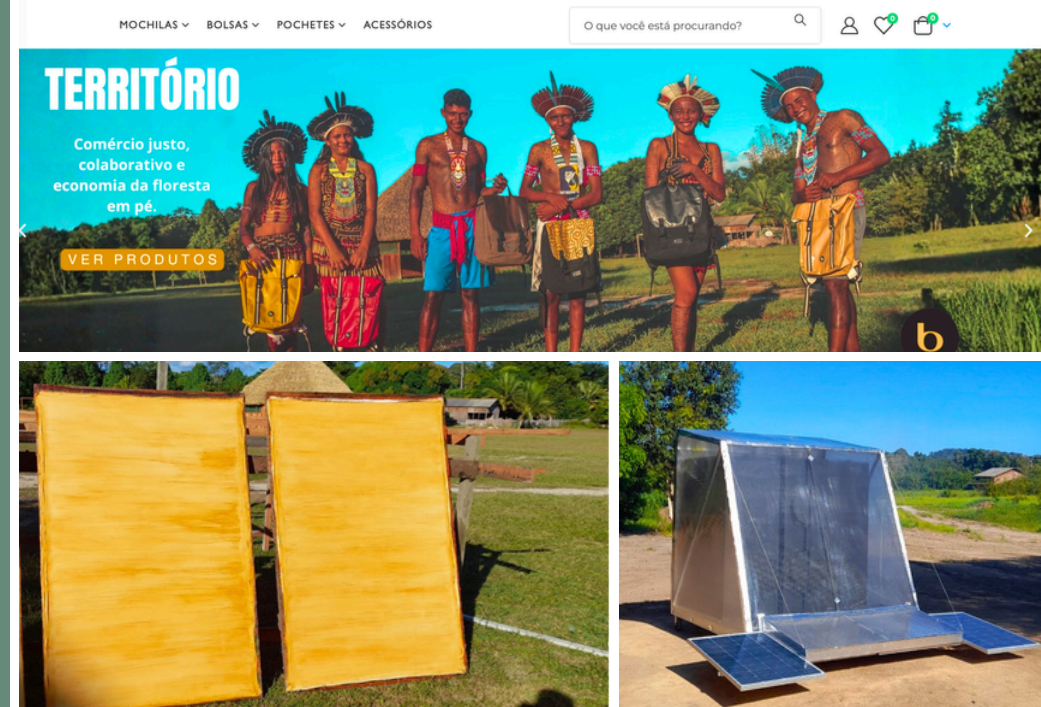 MOCHILAS
BOLSAS
POCHETES
ACESSÓRIOS
O que você está procurando?
0
0
TERRITÓRIO
Comércio justo,
colaborativo e
economia da floresta
em pé.
VER PRODUTOS
b